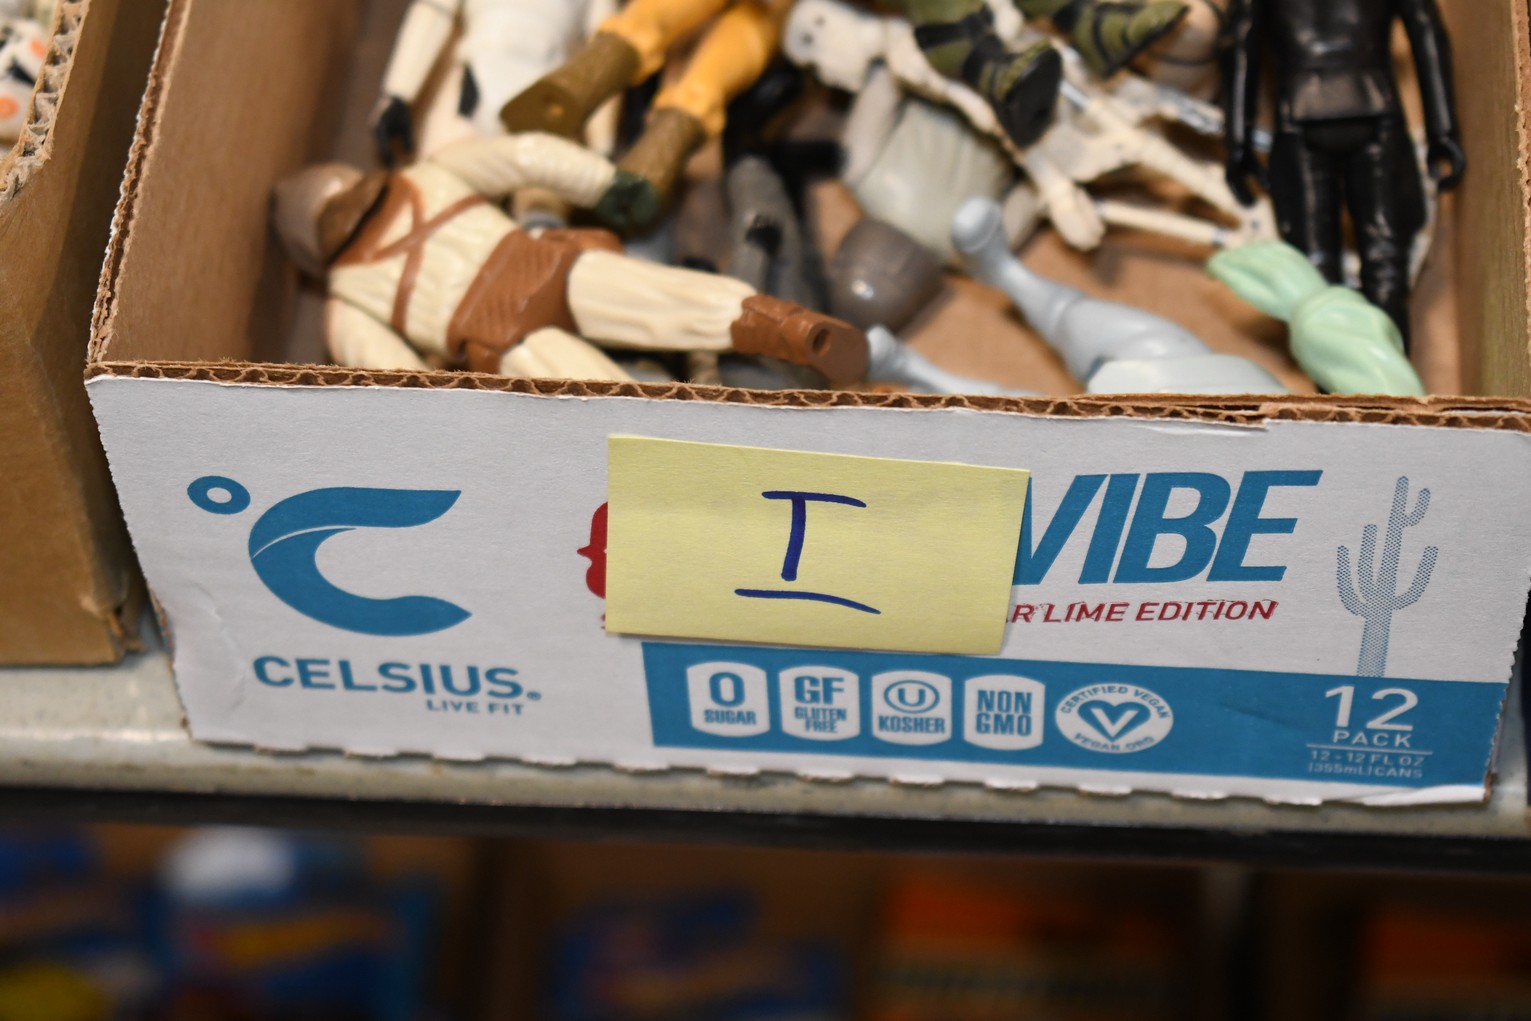 I
°C
VIBE
R LIME EDITION
CELSIUS®
LIVE FIT
0
SUGAR
GF
GLUTEN
FREE
U
KOSHER
NON
GMO
CERTIFIED VEGAN
VEGAN.ORG
12
PACK
12 - 12 FL OZ
(355mL) CANS